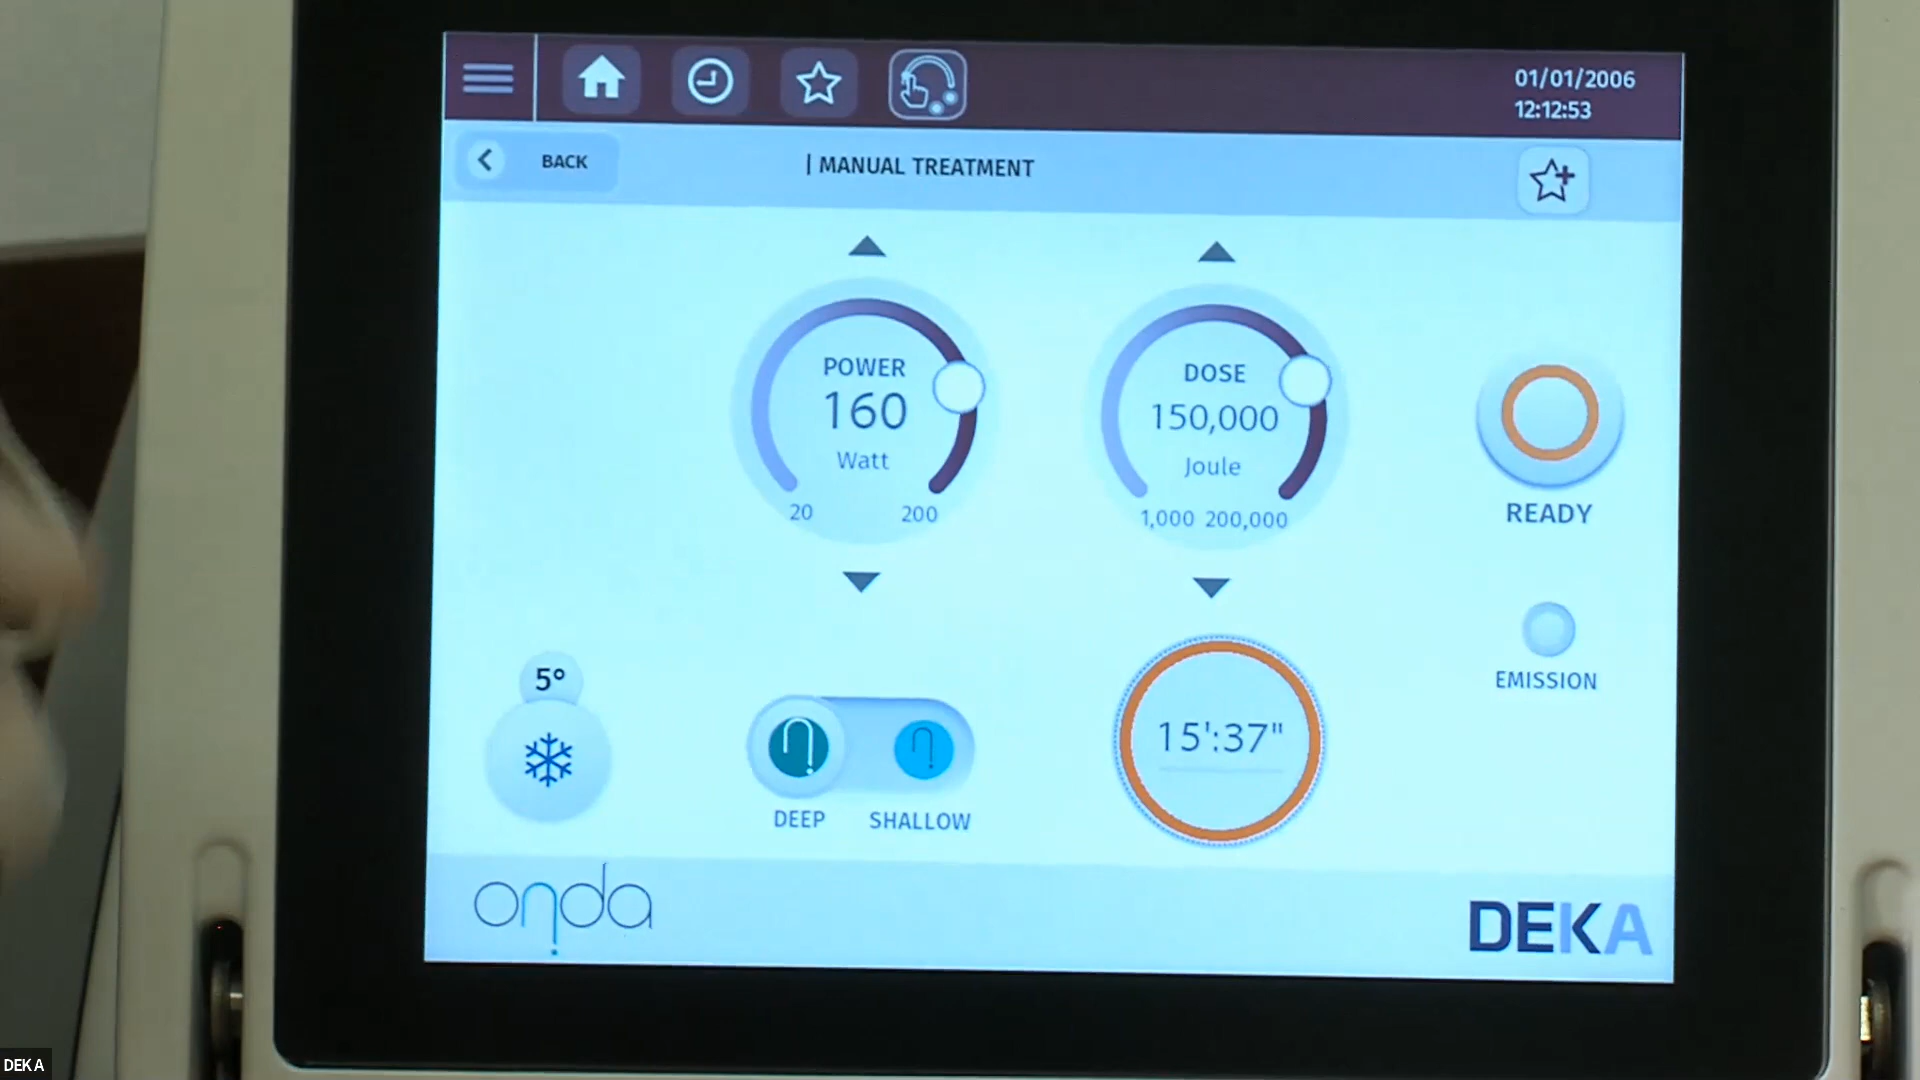 01/01/2006
12:12:53
BACK
| MANUAL TREATMENT
POWER
160
Watt
20 200
DOSE
150,000
Joule
1,000 200,000
READY
EMISSION
5°
DEEP SHALLOW
15':37"
onda
DEKA
DEKA